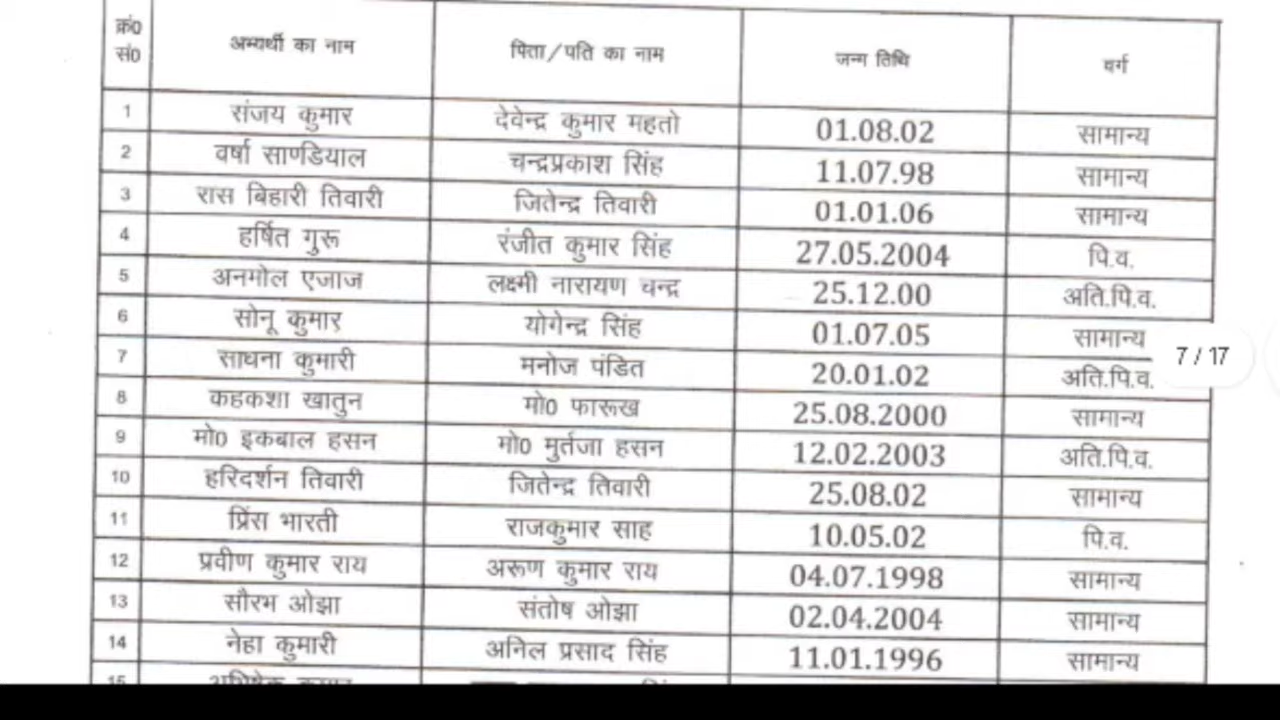 क्रं0 सं0 अभ्यर्थी का नाम पिता/पति का नाम जन्म तिथि वर्ग
1 संजय कुमार देवेन्द्र कुमार महतो 01.08.02 सामान्य
2 वर्षा साण्डियाल चन्द्रप्रकाश सिंह 11.07.98 सामान्य
3 रास बिहारी तिवारी जितेन्द्र तिवारी 01.01.06 सामान्य
4 हर्षित गुरू रंजीत कुमार सिंह 27.05.2004 पि.व.
5 अनमोल एजाज लक्ष्मी नारायण चन्द्र 25.12.00 अति.पि.व.
6 सोनू कुमार योगेन्द्र सिंह 01.07.05 सामान्य
7 / 17
7 साधना कुमारी मनोज पंडित 20.01.02 अति.पि.व.
8 कहकशा खातुन मो0 फारूख 25.08.2000 सामान्य
9 मो0 इकबाल हसन मो0 मुर्तजा हसन 12.02.2003 अति.पि.व.
10 हरिदर्शन तिवारी जितेन्द्र तिवारी 25.08.02 सामान्य
11 प्रिंस भारती राजकुमार साह 10.05.02 पि.व.
12 प्रवीण कुमार राय अरूण कुमार राय 04.07.1998 सामान्य
13 सौरभ ओझा संतोष ओझा 02.04.2004 सामान्य
14 नेहा कुमारी अनिल प्रसाद सिंह 11.01.1996 सामान्य